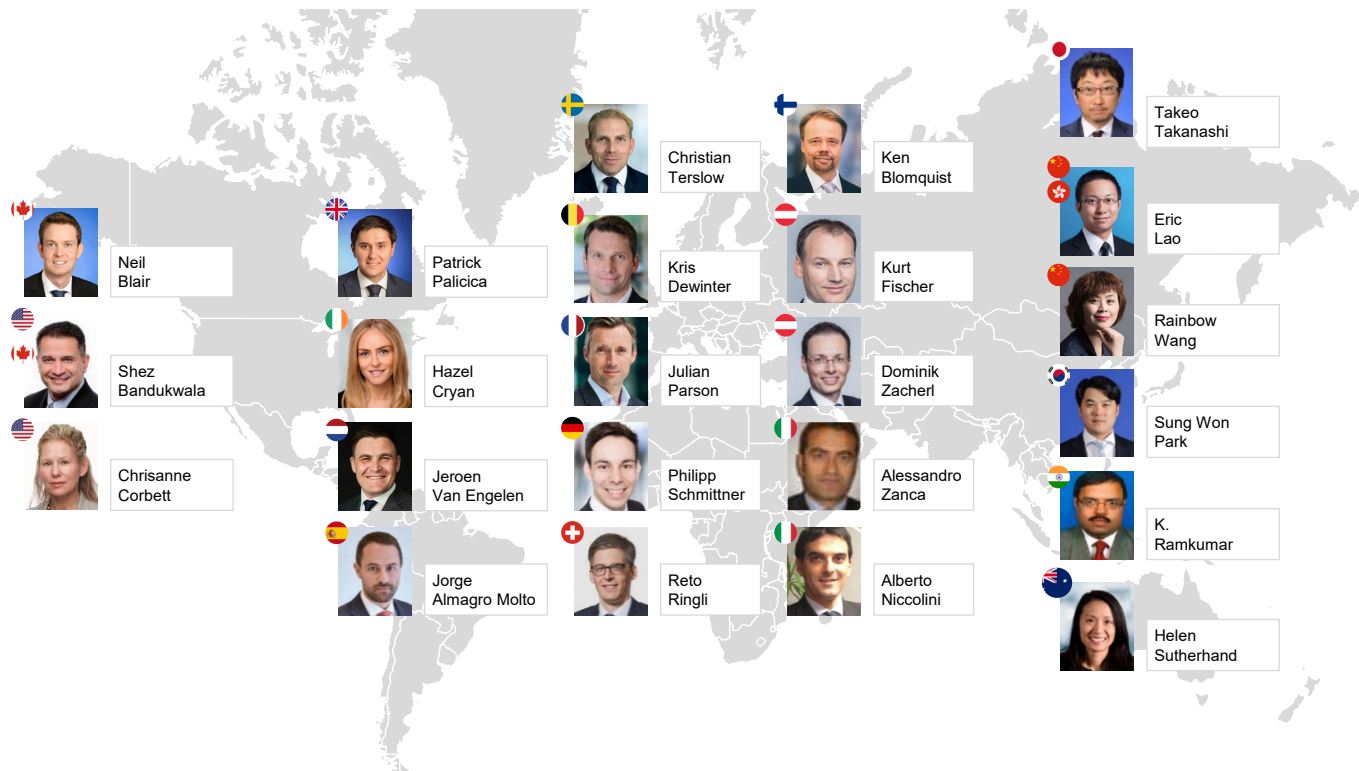 Neil
Blair
Shez
Bandukwala
Chrisanne
Corbett
Patrick
Palicica
Hazel
Cryan
Jeroen
Van Engelen
Jorge
Almagro Molto
Christian
Terslow
Kris
Dewinter
Julian
Parson
Philipp
Schmittner
Reto
Ringli
Ken
Blomquist
Kurt
Fischer
Dominik
Zacherl
Alessandro
Zanca
Alberto
Niccolini
Takeo
Takanashi
Eric
Lao
Rainbow
Wang
Sung Won
Park
K.
Ramkumar
Helen
Sutherhand